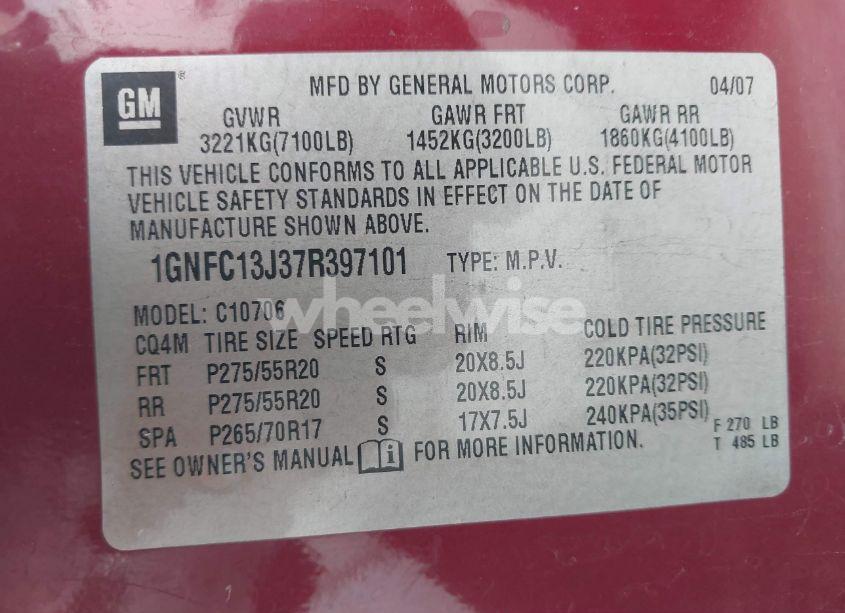 GM ® MFD BY GENERAL MOTORS CORP. 04/07
GVWR GAWR FRT GAWR RR
3221KG(7100LB) 1452KG(3200LB) 1860KG(4100LB)
THIS VEHICLE CONFORMS TO ALL APPLICABLE U.S. FEDERAL MOTOR
VEHICLE SAFETY STANDARDS IN EFFECT ON THE DATE OF
MANUFACTURE SHOWN ABOVE.
1GNFC13J37R397101 TYPE: M.P.V.
wheelwise
MODEL: C10706
CQ4M TIRE SIZE SPEED RTG RIM COLD TIRE PRESSURE
FRT P275/55R20 S 20X8.5J 220KPA(32PSI)
RR P275/55R20 S 20X8.5J 220KPA(32PSI)
SPA P265/70R17 S 17X7.5J 240KPA(35PSI) F 270 LB
T 485 LB
SEE OWNER'S MANUAL i FOR MORE INFORMATION.